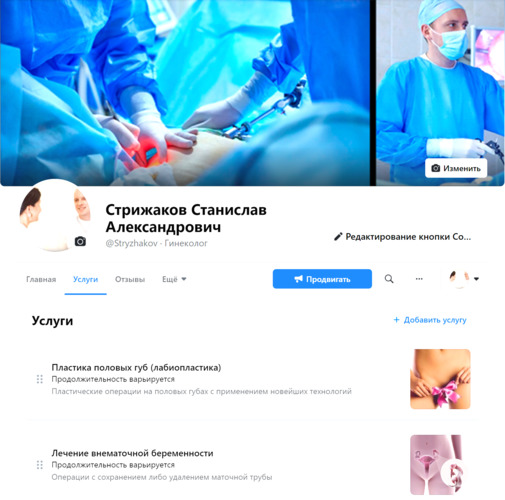 Изменить
Стрижаков Станислав
Александрович
@Stryzhakov · Гинеколог
Редактирование кнопки Со...
Главная
Услуги
Отзывы
Ещё
Продвигать
Услуги
+ Добавить услугу
Пластика половых губ (лабиопластика)
Продолжительность варьируется
Пластические операции на половых губах с применением новейших технологий
Лечение внематочной беременности
Продолжительность варьируется
Операции с сохранением либо удалением маточной трубы